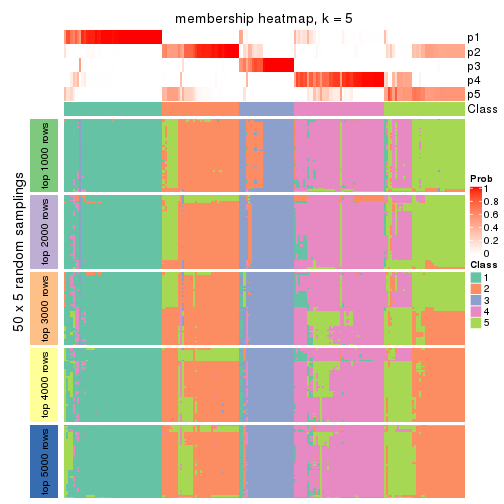 membership heatmap, k = 5
p1
p2
p3
p4
p5
Class
50 x 5 random samplings
top 1000 rows
top 2000 rows
top 3000 rows
top 4000 rows
top 5000 rows
Prob
1
0.8
0.6
0.4
0.2
0
Class
1
2
3
4
5